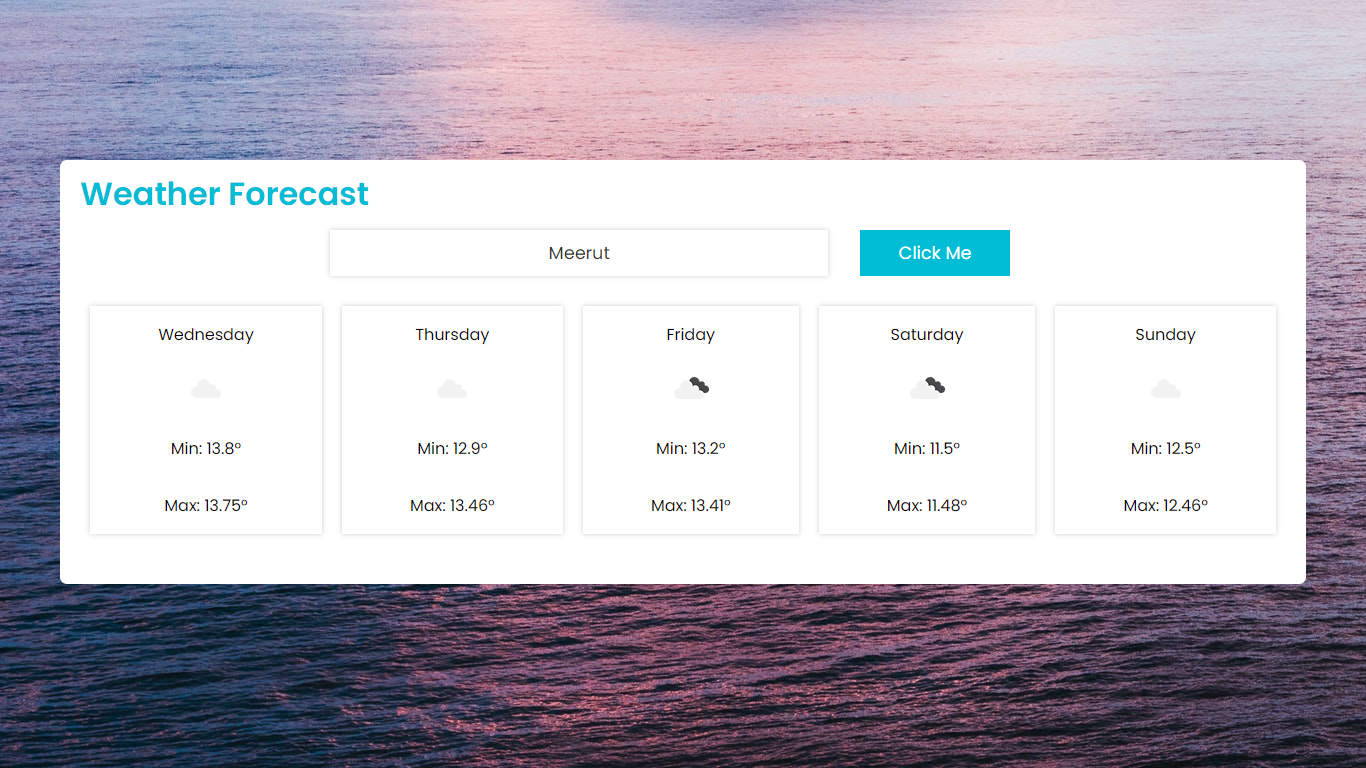 Weather Forecast
Meerut
Click Me
Wednesday
Min: 13.8°
Max: 13.75°
Thursday
Min: 12.9°
Max: 13.46°
Friday
Min: 13.2°
Max: 13.41°
Saturday
Min: 11.5°
Max: 11.48°
Sunday
Min: 12.5°
Max: 12.46°